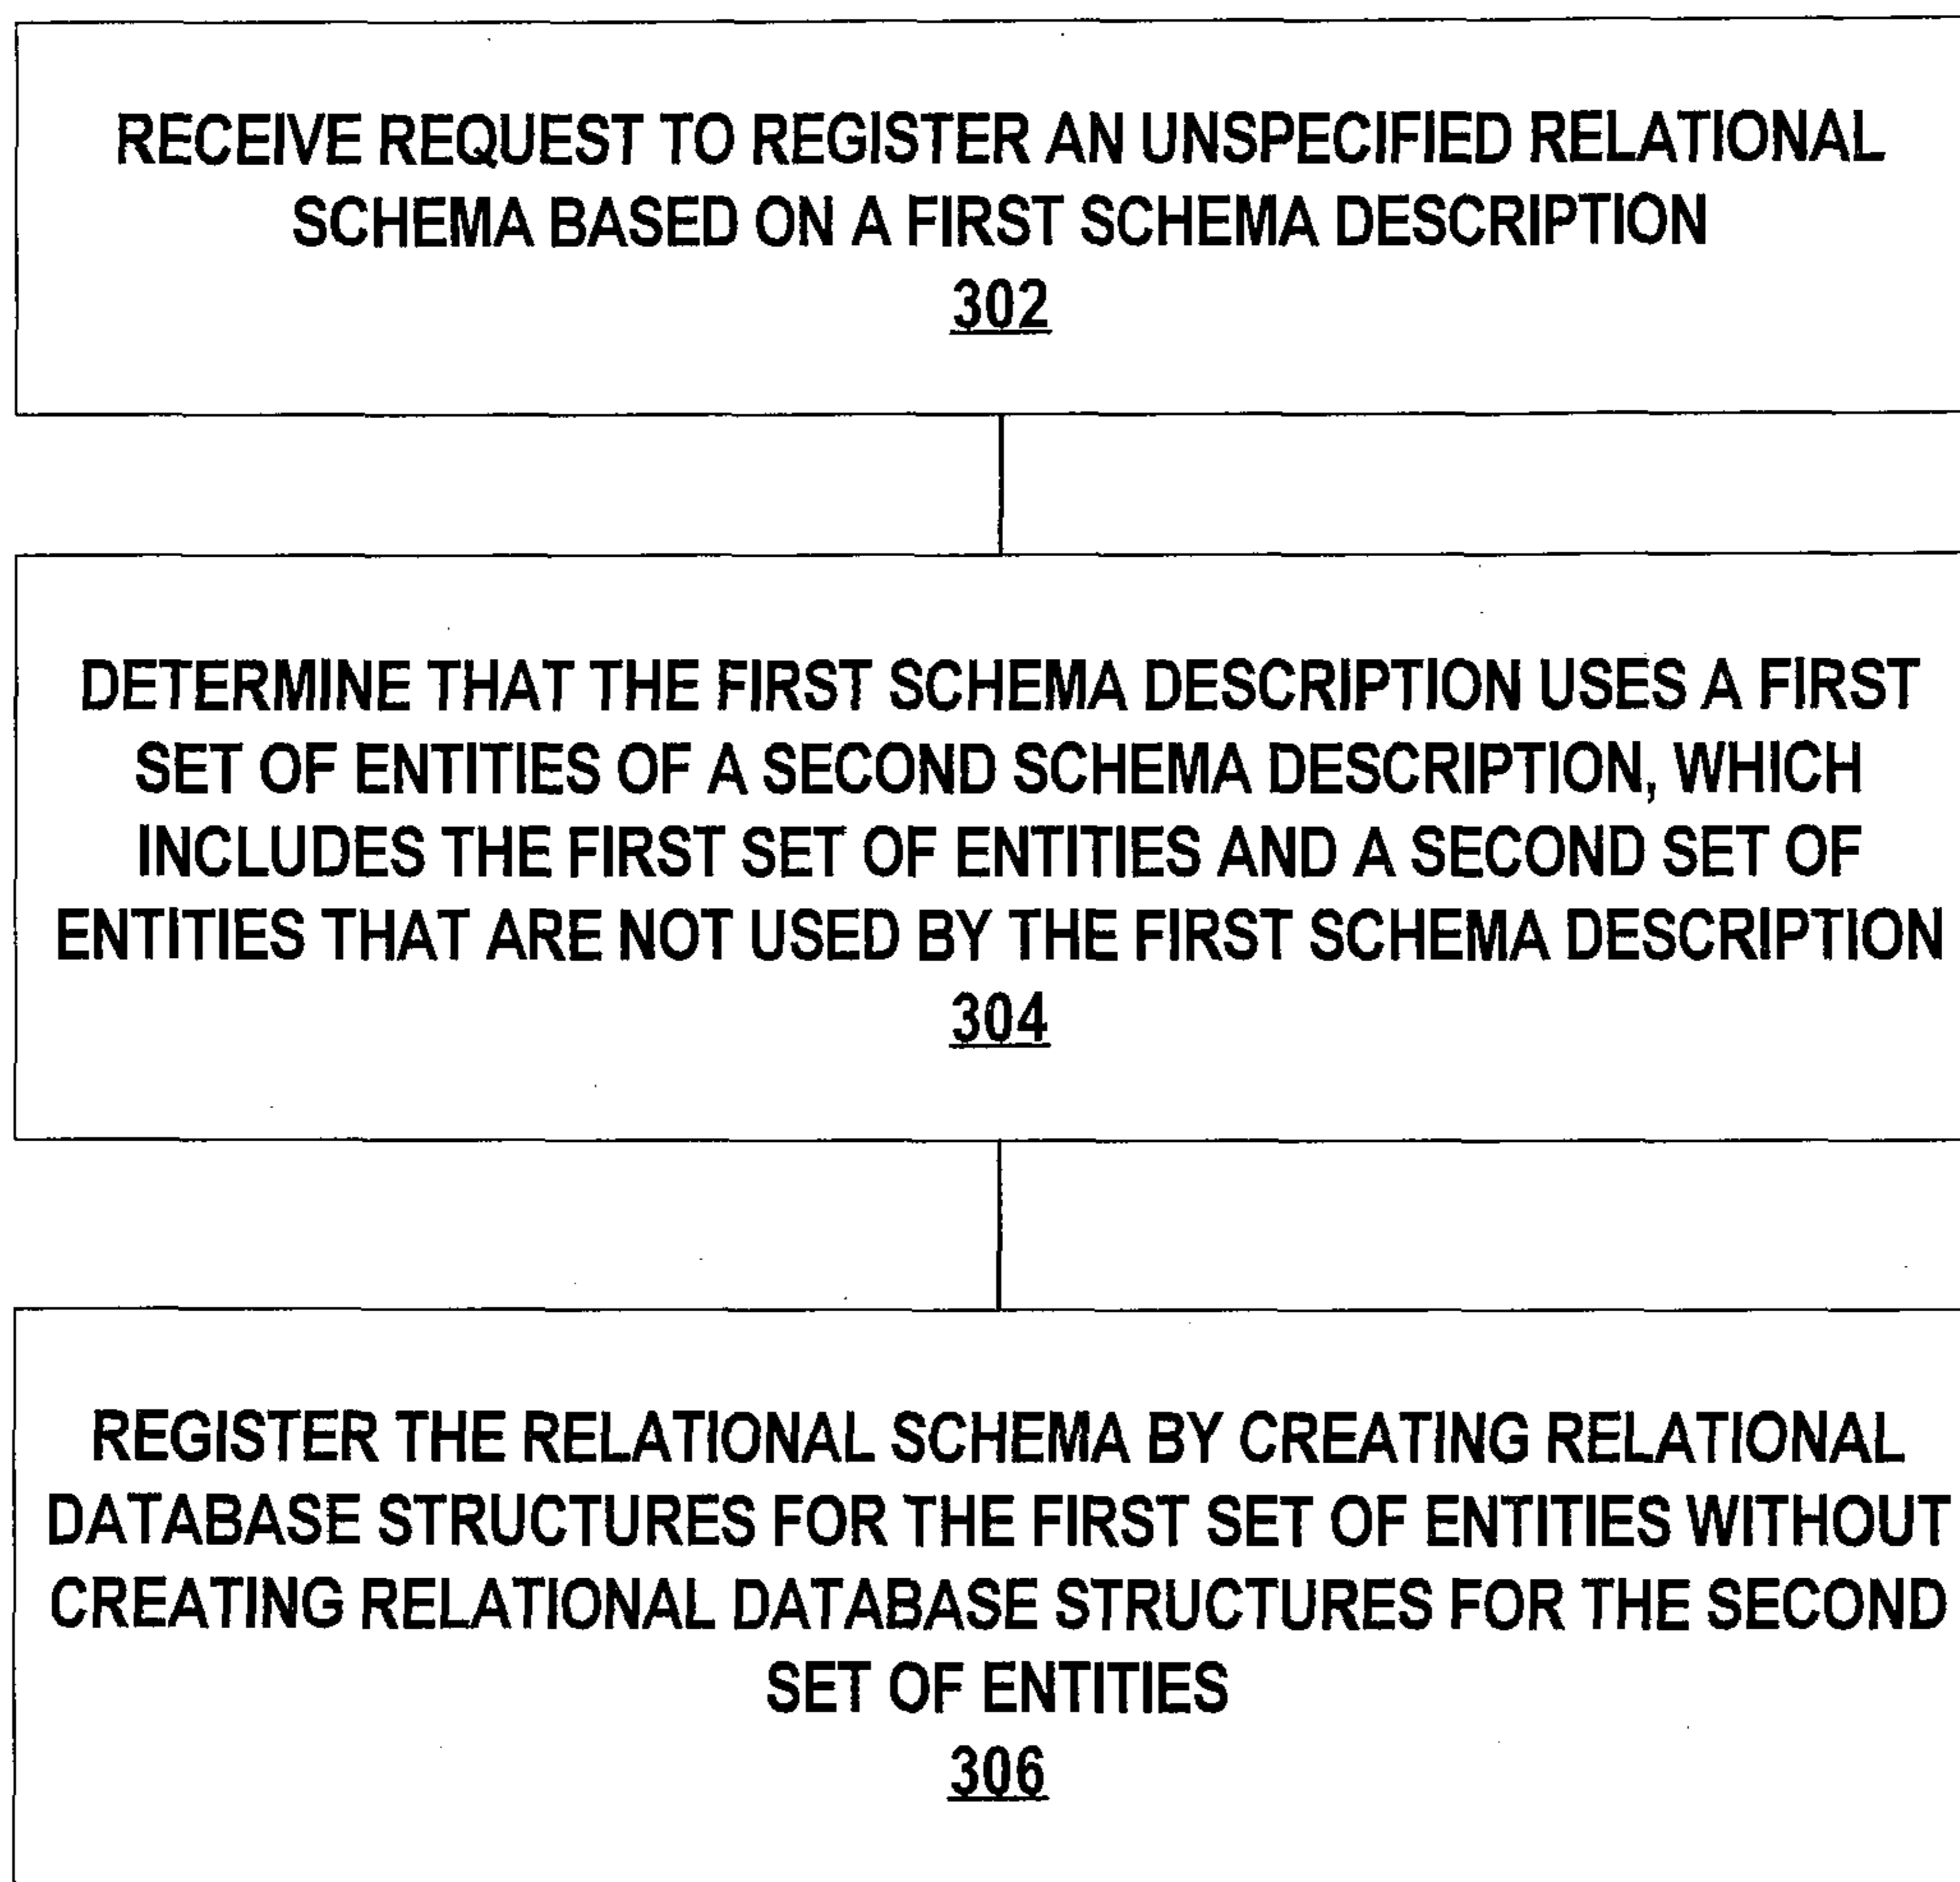 RECEIVE REQUEST TO REGISTER AN UNSPECIFIED RELATIONAL
SCHEMA BASED ON A FIRST SCHEMA DESCRIPTION
302
DETERMINE THAT THE FIRST SCHEMA DESCRIPTION USES A FIRST
SET OF ENTITIES OF A SECOND SCHEMA DESCRIPTION, WHICH
INCLUDES THE FIRST SET OF ENTITIES AND A SECOND SET OF
ENTITIES THAT ARE NOT USED BY THE FIRST SCHEMA DESCRIPTION
304
REGISTER THE RELATIONAL SCHEMA BY CREATING RELATIONAL
DATABASE STRUCTURES FOR THE FIRST SET OF ENTITIES WITHOUT
CREATING RELATIONAL DATABASE STRUCTURES FOR THE SECOND
SET OF ENTITIES
306